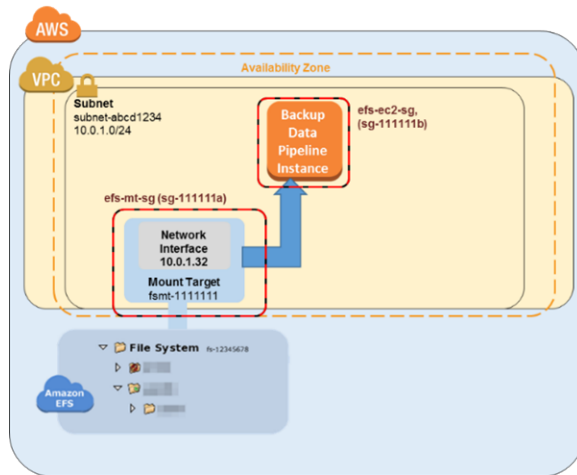 AWS
Availability Zone
VPC
Subnet
subnet-abcd1234
10.0.1.0/24
efs-ec2-sg,
(sg-111111b)
Backup
Data
Pipeline
Instance
efs-mt-sg (sg-111111a)
Network
Interface
10.0.1.32
Mount Target
fsmt-1111111
File System fs-12345678
Amazon
EFS